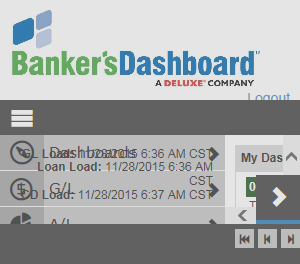 Banker'sDashboard™
A DELUXE COMPANY
Logout
Dashboards
GL Load: 11/28/2015 6:36 AM CST
Loan Load: 11/28/2015 6:36 AM
CST
G/L
OD Load: 11/28/2015 6:37 AM CST
A/L
My Das
0